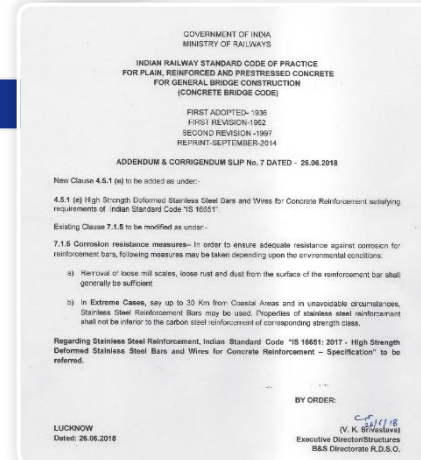 GOVERNMENT OF INDIA
MINISTRY OF RAILWAYS
INDIAN RAILWAY STANDARD CODE OF PRACTICE
FOR PLAIN, REINFORCED AND PRESTRESSED CONCRETE
FOR GENERAL BRIDGE CONSTRUCTION
(CONCRETE BRIDGE CODE)
FIRST ADOPTED- 1936
FIRST REVISION-1962
SECOND REVISION -1997
REPRINT-SEPTEMBER-2014
ADDENDUM & CORRIGENDUM SLIP No. 7 DATED - 26.06.2018
New Clause 4.5.1 (e) to be added as under:-
4.5.1 (e) High Strength Deformed Stainless Steel Bars and Wires for Concrete Reinforcement satisfying
requirements of Indian Standard Code "IS 16651".
Existing Clause 7.1.5 to be modified as under:-
7.1.5 Corrosion resistance measures– In order to ensure adequate resistance against corrosion for
reinforcement bars, following measures may be taken depending upon the environmental conditions:
a) Removal of loose mill scales, loose rust and dust from the surface of the reinforcement bar shall
generally be sufficient
b) In Extreme Cases, say up to 30 Km from Coastal Areas and in unavoidable circumstances,
Stainless Steel Reinforcement Bars may be used. Properties of stainless steel reinforcement
shall not be inferior to the carbon steel reinforcement of corresponding strength class.
Regarding Stainless Steel Reinforcement, Indian Standard Code "IS 16651: 2017 - High Strength
Deformed Stainless Steel Bars and Wires for Concrete Reinforcement – Specification" to be
referred.
BY ORDER:
26/6/18
(V. K. Srivastava)
LUCKNOW
Executive Director/Structures
Dated: 26.06.2018
B&S Directorate R.D.S.O.